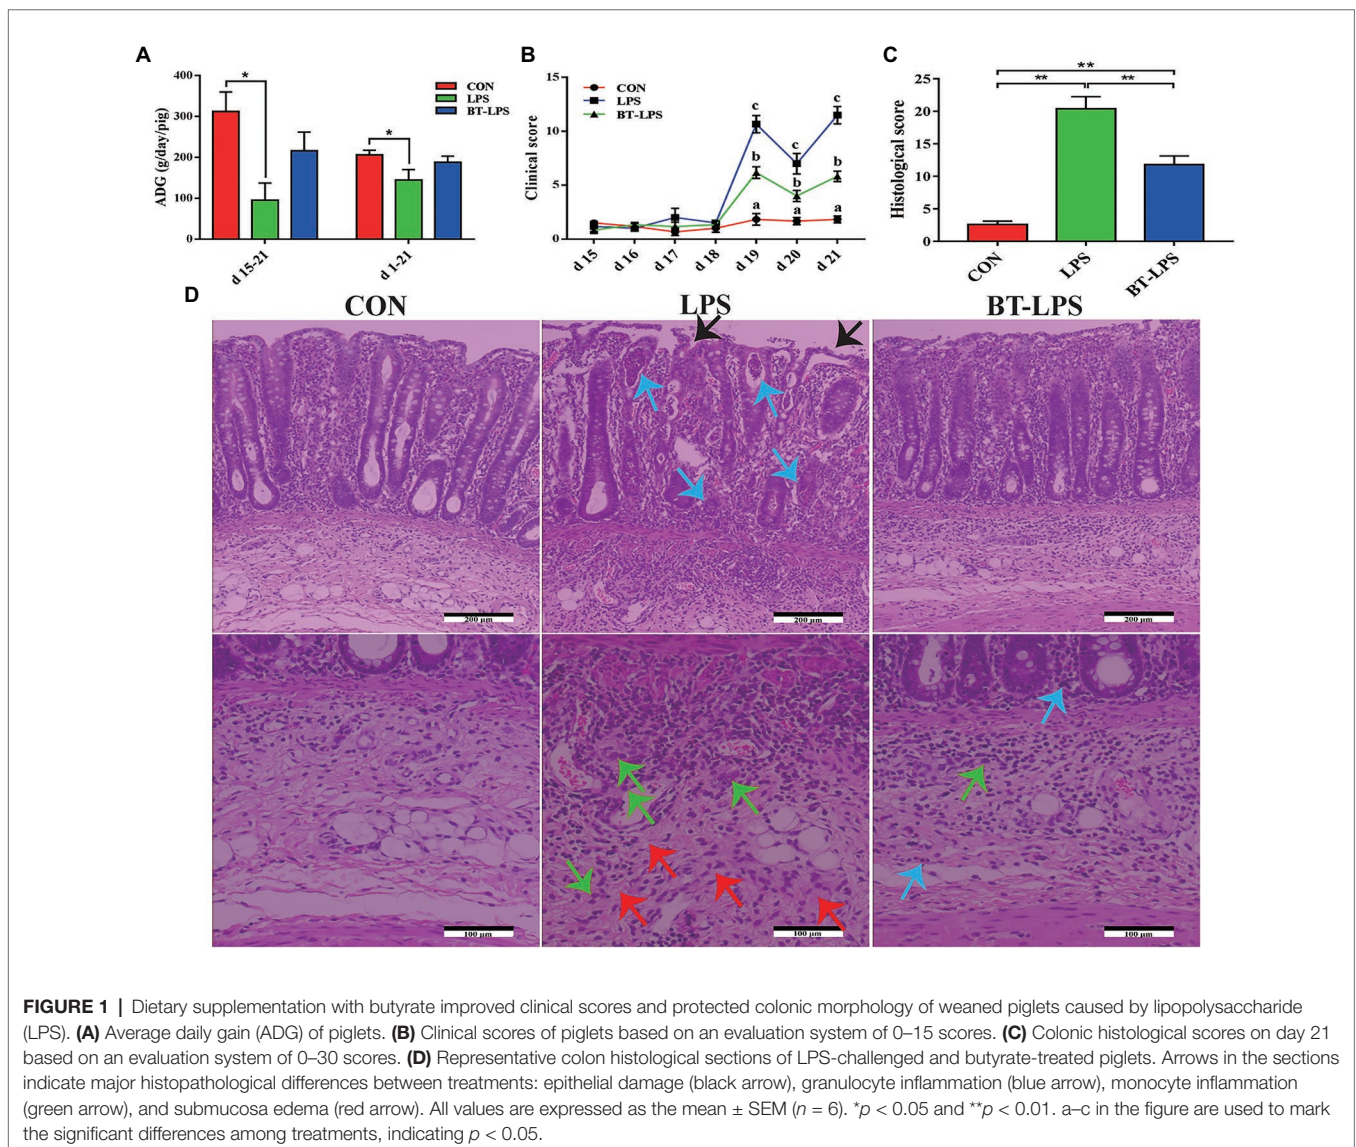 A
ADG (g/day/pig)
400
300
200
100
0
*
*
CON
LPS
BT-LPS
d 15-21
d 1-21
B
Clinical score
15
10
5
0
CON
LPS
BT-LPS
c
c
c
b
b
b
a
a
a
d 15
d 16
d 17
d 18
d 19
d 20
d 21
C
Histological score
25
20
15
10
5
0
**
**
**
CON
LPS
BT-LPS
D
CON
LPS
BT-LPS
200 μm
200 μm
200 μm
100 μm
100 μm
100 μm
FIGURE 1 | Dietary supplementation with butyrate improved clinical scores and protected colonic morphology of weaned piglets caused by lipopolysaccharide
(LPS). (A) Average daily gain (ADG) of piglets. (B) Clinical scores of piglets based on an evaluation system of 0–15 scores. (C) Colonic histological scores on day 21
based on an evaluation system of 0–30 scores. (D) Representative colon histological sections of LPS-challenged and butyrate-treated piglets. Arrows in the sections
indicate major histopathological differences between treatments: epithelial damage (black arrow), granulocyte inflammation (blue arrow), monocyte inflammation
(green arrow), and submucosa edema (red arrow). All values are expressed as the mean ± SEM (n = 6). *p < 0.05 and **p < 0.01. a–c in the figure are used to mark
the significant differences among treatments, indicating p < 0.05.